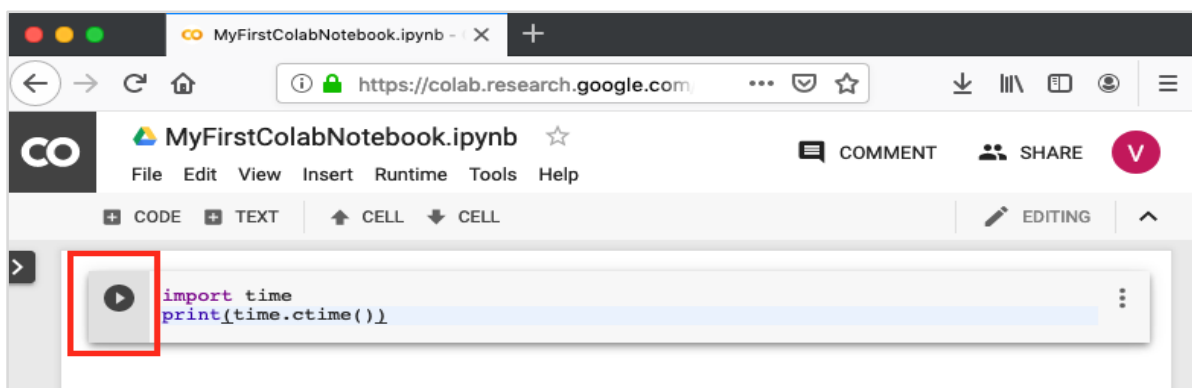 CO MyFirstColabNotebook.ipynb -
https://colab.research.google.com/
CO
MyFirstColabNotebook.ipynb
COMMENT SHARE V
File Edit View Insert Runtime Tools Help
CODE TEXT CELL CELL EDITING
import time
print(time.ctime())